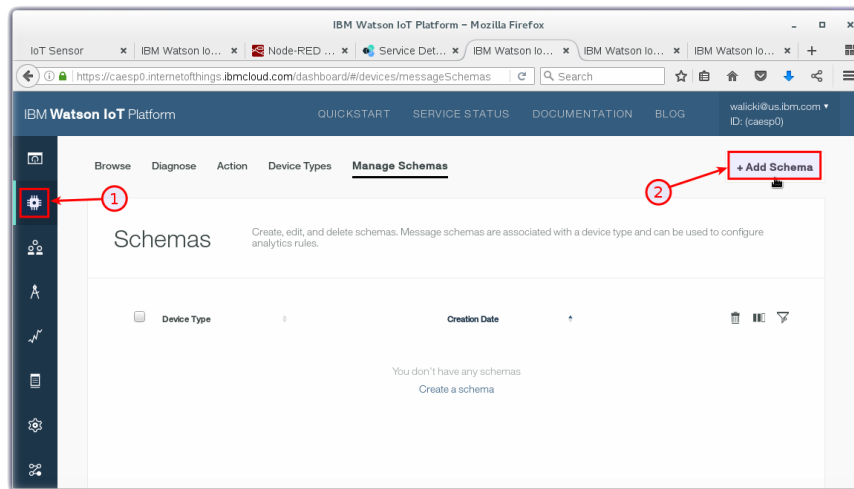 IBM Watson IoT Platform - Mozilla Firefox
IoT Sensor IBM Watson Io... Node-RED ... Service Det... IBM Watson Io... IBM Watson Io... IBM Watson Io...
https://caesp0.internetofthings.ibmcloud.com/dashboard/#/devices/messageSchemas Search
IBM Watson IoT Platform QUICKSTART SERVICE STATUS DOCUMENTATION BLOG walicki@us.ibm.com
ID: (caesp0)
Browse Diagnose Action Device Types Manage Schemas + Add Schema
1
2
Schemas
Create, edit, and delete schemas. Message schemas are associated with a device type and can be used to configure
analytics rules.
Device Type Creation Date
You don't have any schemas
Create a schema